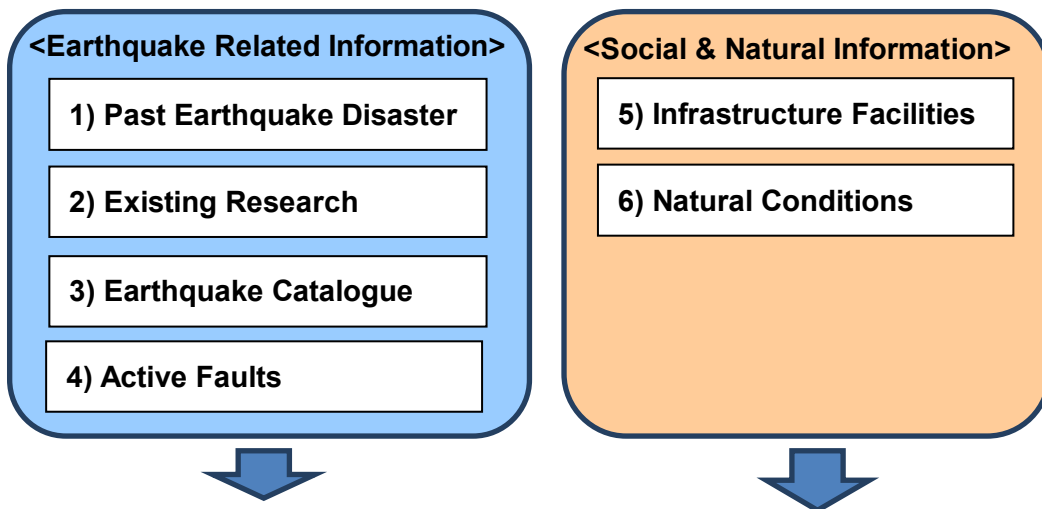 <Earthquake Related Information>
1) Past Earthquake Disaster
2) Existing Research
3) Earthquake Catalogue
4) Active Faults
<Social & Natural Information>
5) Infrastructure Facilities
6) Natural Conditions